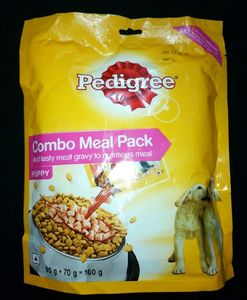 Pedigree
Combo Meal Pack
Add tasty meat gravy to nutritious meal
PUPPY
90 g + 70 g = 160 g